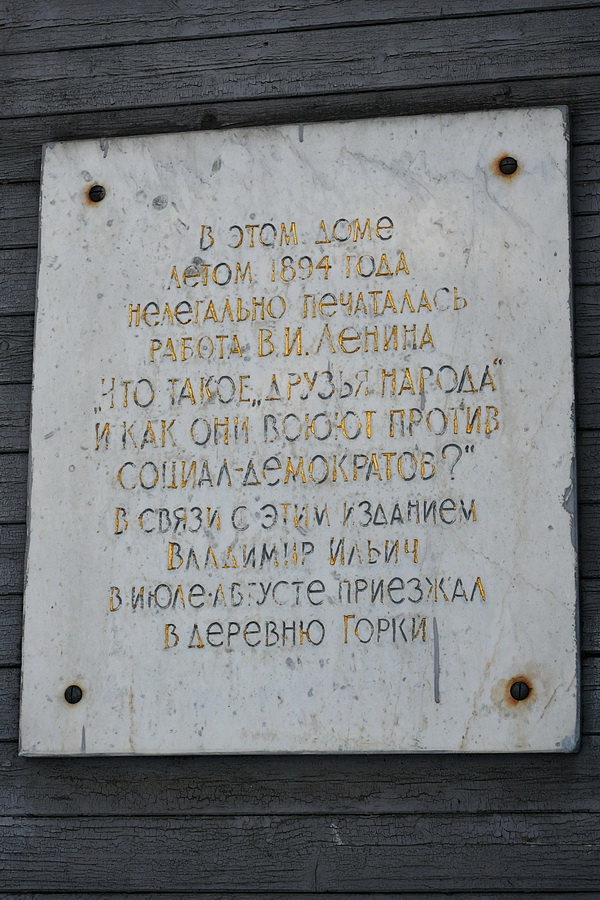 В ЭТОМ ДОМЕ
ЛЕТОМ 1894 ГОДА
НЕЛЕГАЛЬНО ПЕЧАТАЛАСЬ
РАБОТА В.И. ЛЕНИНА
„ЧТО ТАКОЕ „ДРУЗЬЯ НАРОДА“
И КАК ОНИ ВОЮЮТ ПРОТИВ
СОЦИАЛ-ДЕМОКРАТОВ?“
В СВЯЗИ С ЭТИМ ИЗДАНИЕМ
ВЛАДИМИР ИЛЬИЧ
В ИЮЛЕ-АВГУСТЕ ПРИЕЗЖАЛ
В ДЕРЕВНЮ ГОРКИ